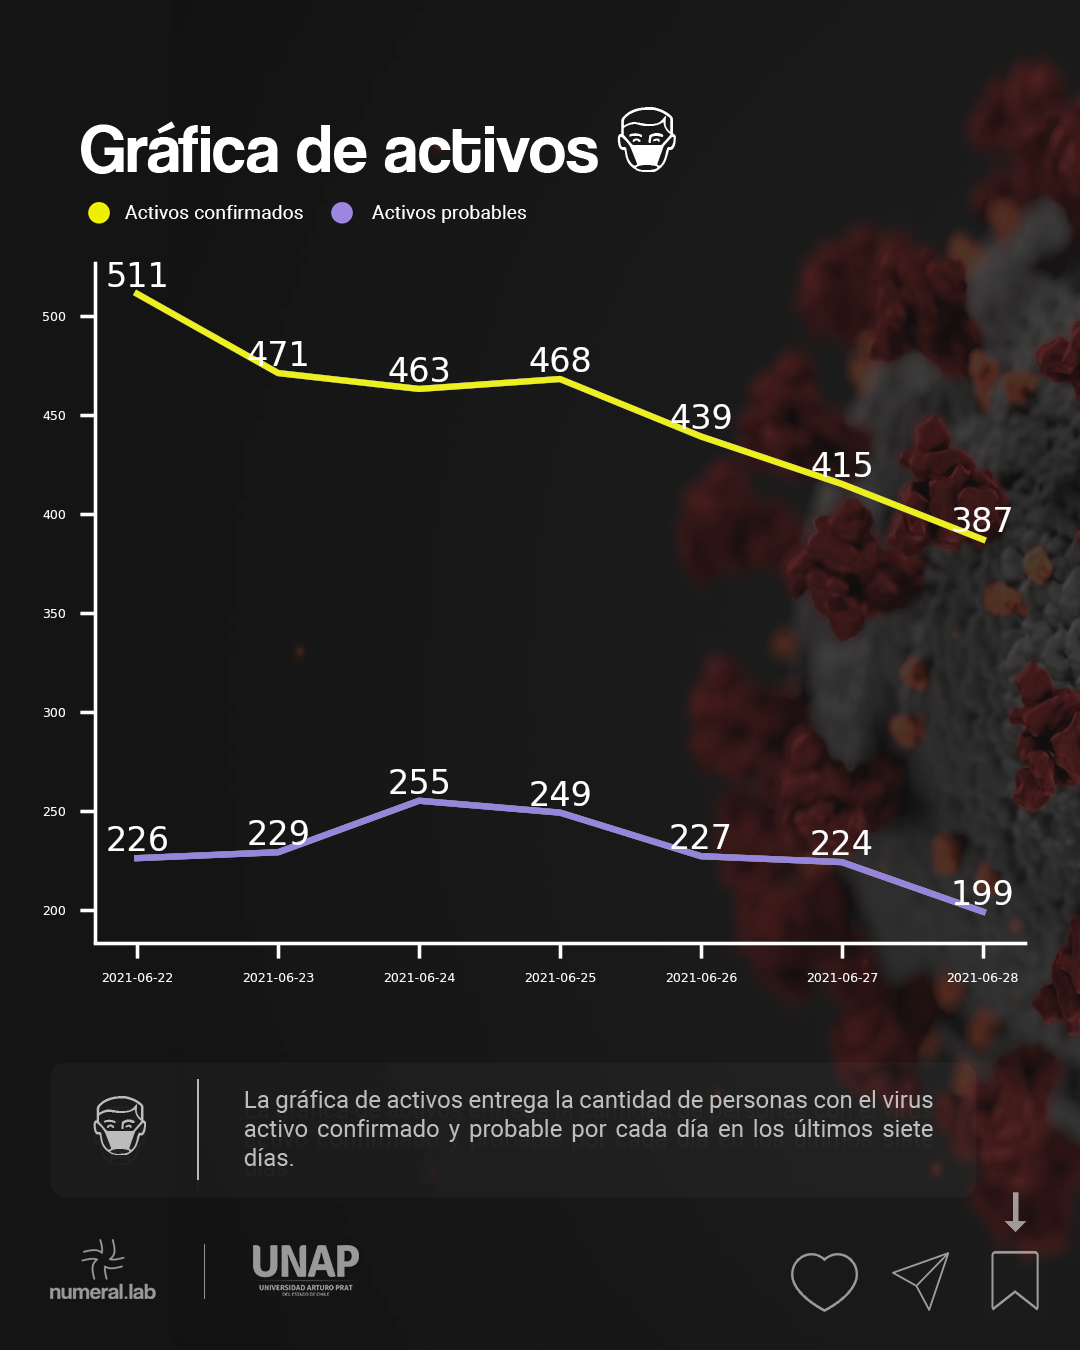 Gráfica de activos
Activos confirmados Activos probables
511
500
471
463
468
450
439
415
400
387
350
300
255
250
249
226
229
227
224
199
200
2021-06-22 2021-06-23 2021-06-24 2021-06-25 2021-06-26 2021-06-27 2021-06-28
La gráfica de activos entrega la cantidad de personas con el virus
activo confirmado y probable por cada día en los últimos siete
días.
numeral.lab
UNAP
UNIVERSIDAD ARTURO PRAT
DEL ESTADO DE CHILE